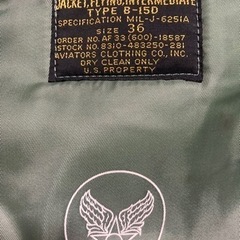 JACKET, FLYING, INTERMEDIATE
TYPE B-15D
SPECIFICATION MIL-J-6251A
SIZE 36
ORDER NO. AF 33 (600)-18587
STOCK NO. 8310-483250-281
AVIATORS CLOTHING CO., INC.
DRY CLEAN ONLY
U.S. PROPERTY